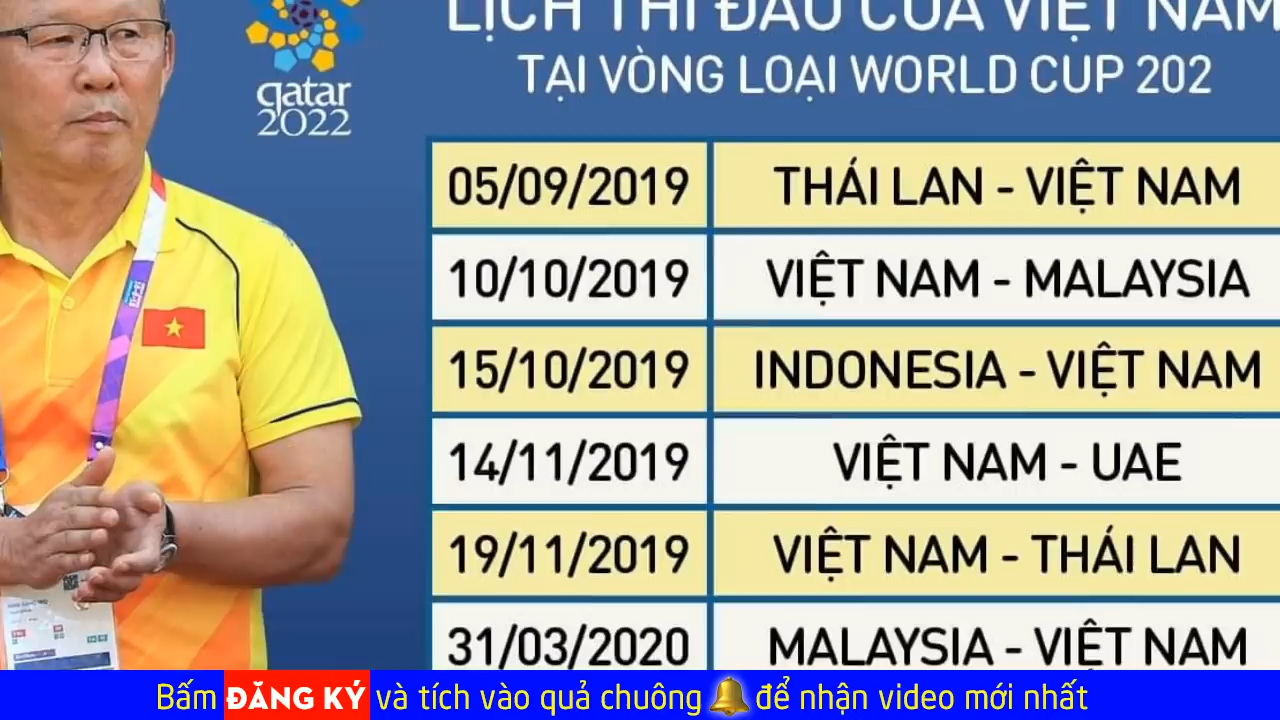 LỊCH THI ĐẤU CỦA VIỆT NAM
TẠI VÒNG LOẠI WORLD CUP 202
qatar
2022
05/09/2019 THÁI LAN - VIỆT NAM
10/10/2019 VIỆT NAM - MALAYSIA
15/10/2019 INDONESIA - VIỆT NAM
14/11/2019 VIỆT NAM - UAE
19/11/2019 VIỆT NAM - THÁI LAN
31/03/2020 MALAYSIA - VIỆT NAM
Bấm ĐĂNG KÝ và tích vào quả chuông để nhận video mới nhất